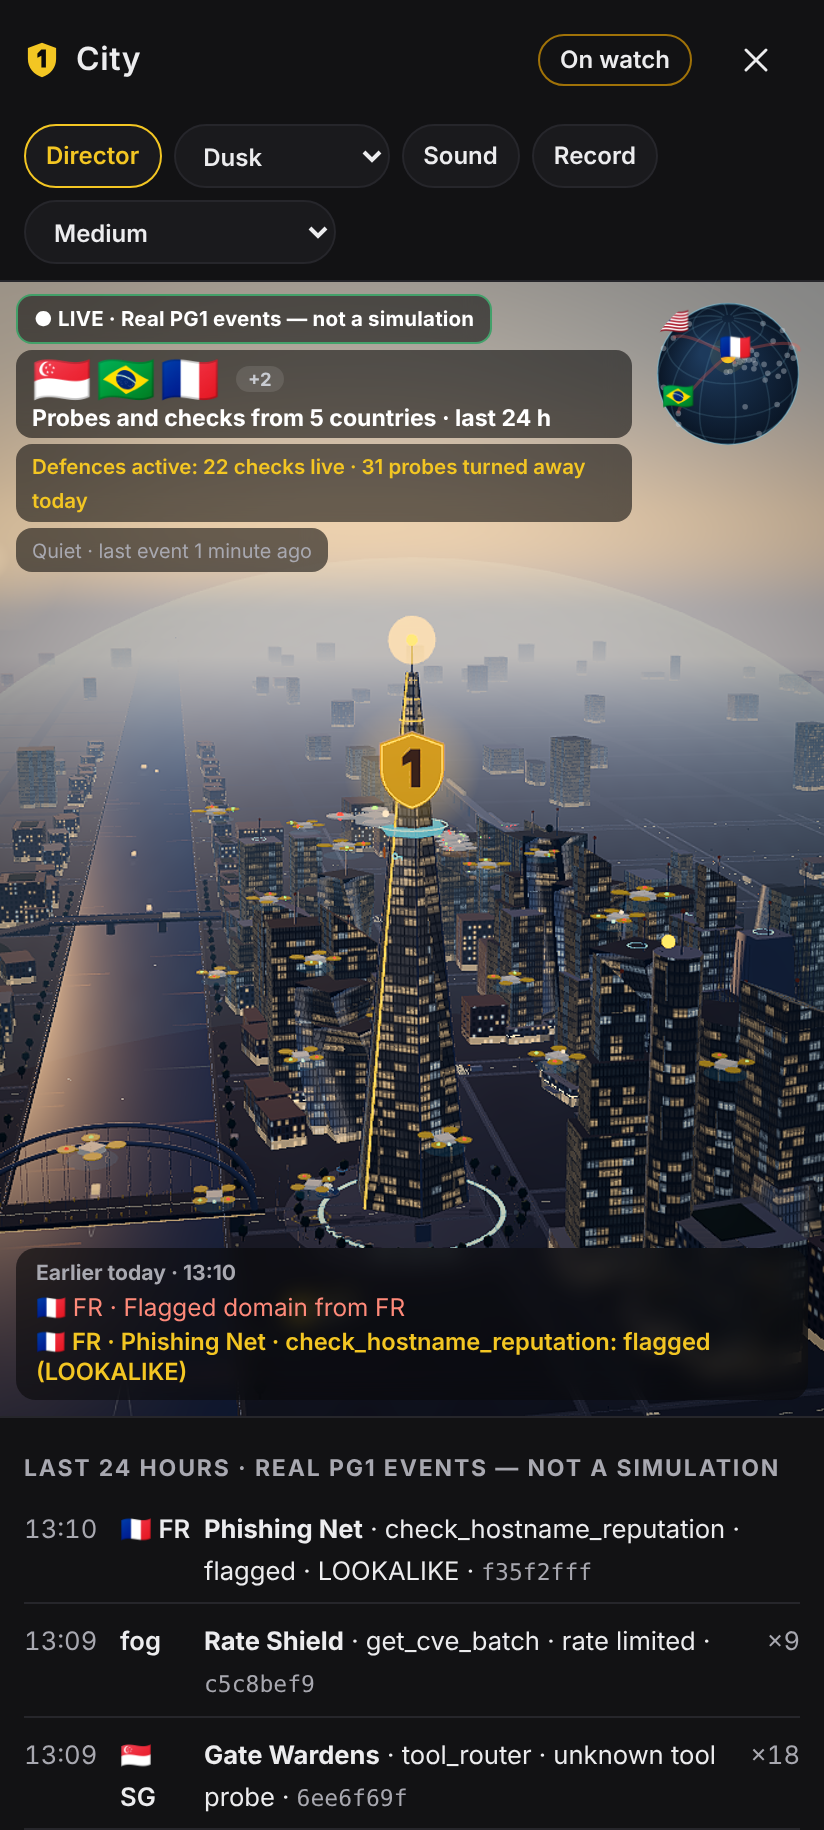 1 City
On watch
Director
Dusk
Sound
Record
Medium
LIVE · Real PG1 events — not a simulation
+2
Probes and checks from 5 countries · last 24 h
Defences active: 22 checks live · 31 probes turned away
today
Quiet · last event 1 minute ago
1
Earlier today · 13:10
FR · Flagged domain from FR
FR · Phishing Net · check_hostname_reputation: flagged
(LOOKALIKE)
LAST 24 HOURS · REAL PG1 EVENTS — NOT A SIMULATION
13:10 FR Phishing Net · check_hostname_reputation ·
flagged · LOOKALIKE · f35f2fff
13:09 fog Rate Shield · get_cve_batch · rate limited · ×9
c5c8bef9
13:09 Gate Wardens · tool_router · unknown tool ×18
SG probe · 6ee6f69f